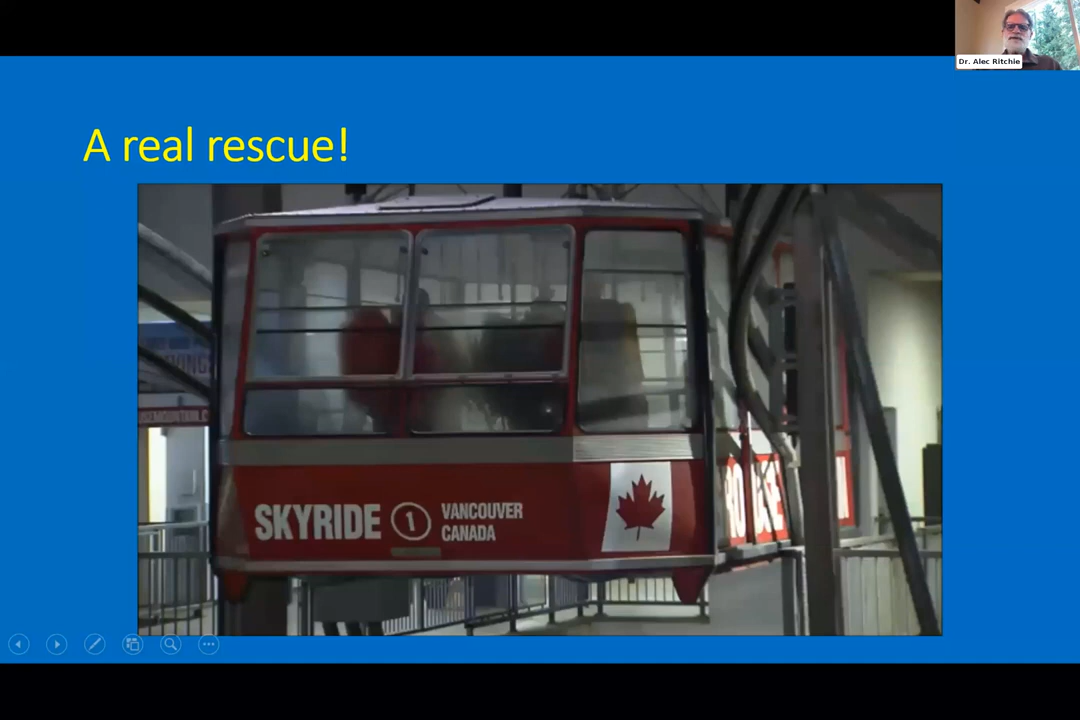 Dr. Alec Ritchie
A real rescue!
SKYRIDE 1 VANCOUVER
CANADA